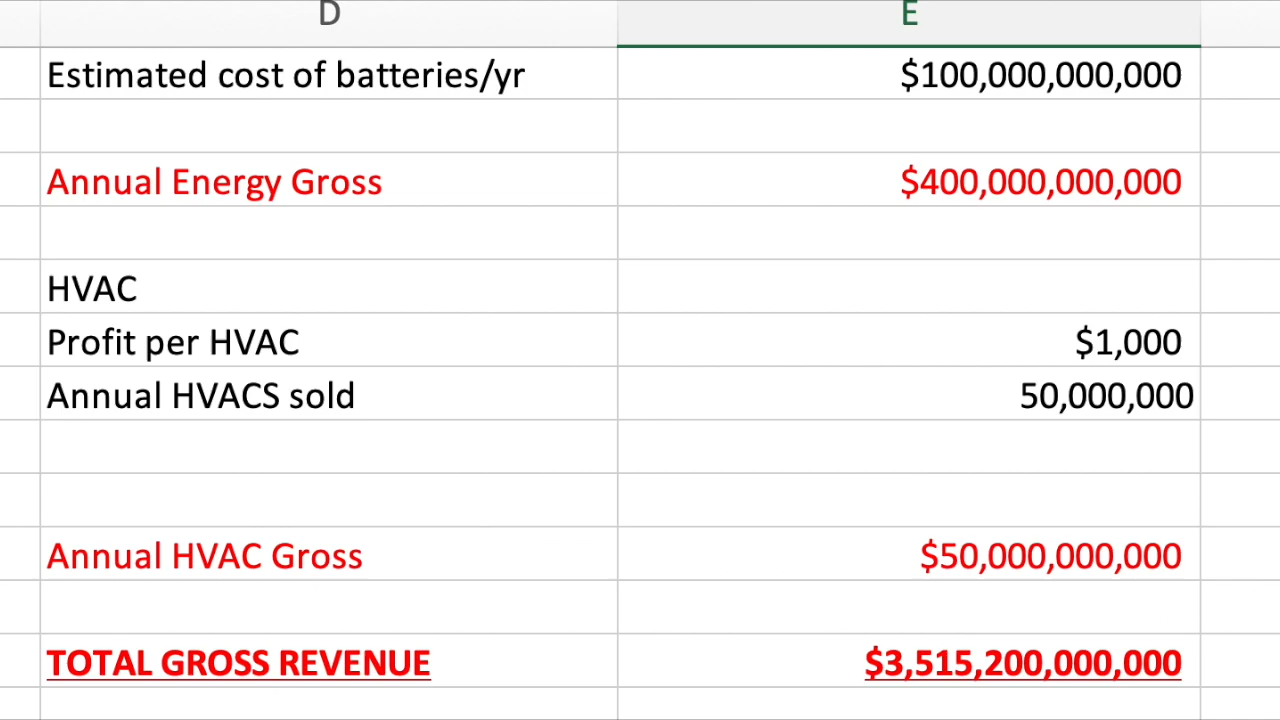 D E
Estimated cost of batteries/yr $100,000,000,000
Annual Energy Gross $400,000,000,000
HVAC
Profit per HVAC $1,000
Annual HVACS sold 50,000,000
Annual HVAC Gross $50,000,000,000
TOTAL GROSS REVENUE $3,515,200,000,000